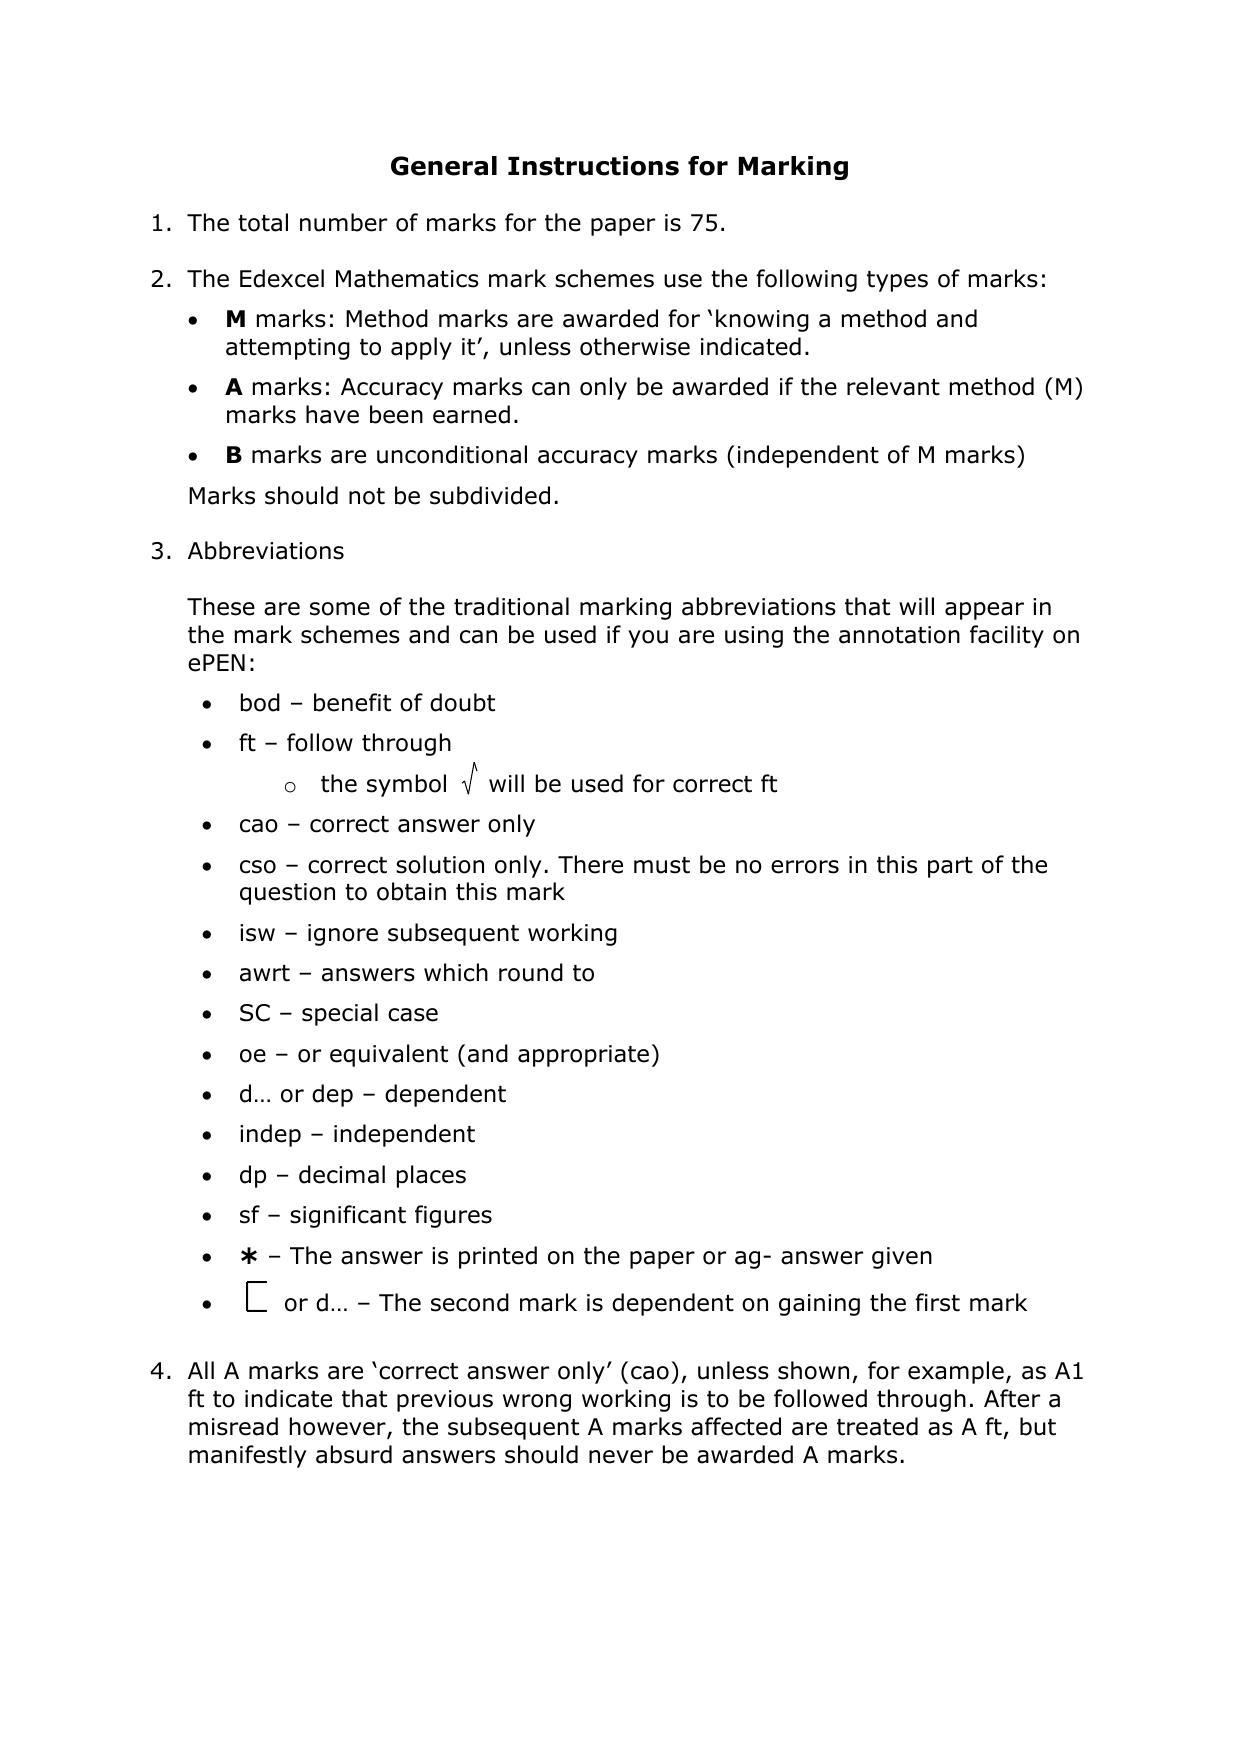 General Instructions for Marking
1. The total number of marks for the paper is 75.
2. The Edexcel Mathematics mark schemes use the following types of marks:
• M marks: Method marks are awarded for ‘knowing a method and
attempting to apply it’, unless otherwise indicated.
• A marks: Accuracy marks can only be awarded if the relevant method (M)
marks have been earned.
• B marks are unconditional accuracy marks (independent of M marks)
Marks should not be subdivided.
3. Abbreviations
These are some of the traditional marking abbreviations that will appear in
the mark schemes and can be used if you are using the annotation facility on
ePEN:
• bod – benefit of doubt
• ft – follow through
o the symbol √ will be used for correct ft
• cao – correct answer only
• cso – correct solution only. There must be no errors in this part of the
question to obtain this mark
• isw – ignore subsequent working
• awrt – answers which round to
• SC – special case
• oe – or equivalent (and appropriate)
• d… or dep – dependent
• indep – independent
• dp – decimal places
• sf – significant figures
• * – The answer is printed on the paper or ag- answer given
• or d… – The second mark is dependent on gaining the first mark
4. All A marks are ‘correct answer only’ (cao), unless shown, for example, as A1
ft to indicate that previous wrong working is to be followed through. After a
misread however, the subsequent A marks affected are treated as A ft, but
manifestly absurd answers should never be awarded A marks.